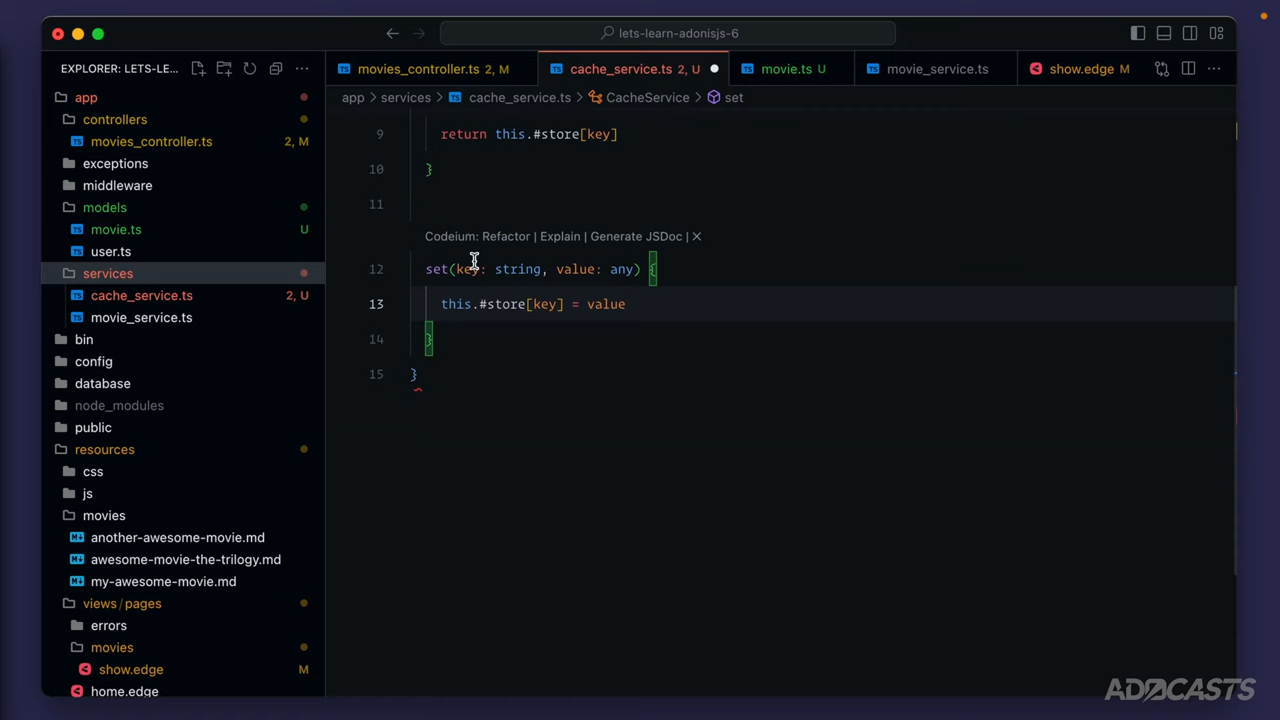 lets-learn-adonisjs-6
EXPLORER: LETS-LE...
movies_controller.ts 2, M
cache_service.ts 2, U
movie.ts U
movie_service.ts
show.edge M
app > services > cache_service.ts > CacheService > set
app
controllers
movies_controller.ts 2, M
exceptions
middleware
models
movie.ts U
user.ts
services
cache_service.ts 2, U
movie_service.ts
bin
config
database
node_modules
public
resources
css
js
movies
another-awesome-movie.md
awesome-movie-the-trilogy.md
my-awesome-movie.md
views/pages
errors
movies
show.edge M
home.edge
9 return this.#store[key]
10 }
11
Codeium: Refactor | Explain | Generate JSDoc | X
12 set(key: string, value: any) {
13 this.#store[key] = value
14 }
15 }
ADOCASTS